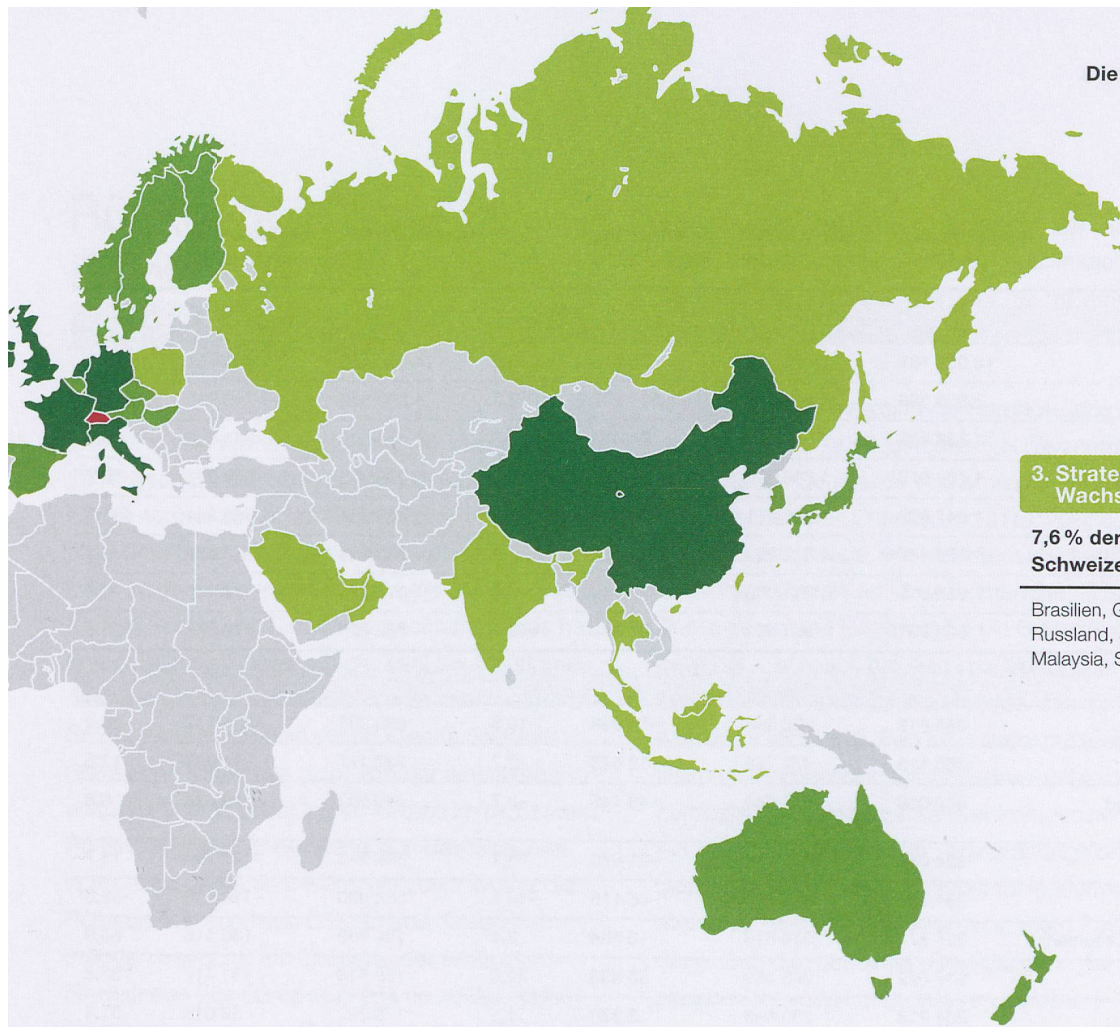 Die
3. Strate
Wachs
7,6 % der
Schweize
Brasilien, G
Russland,
Malaysia, S